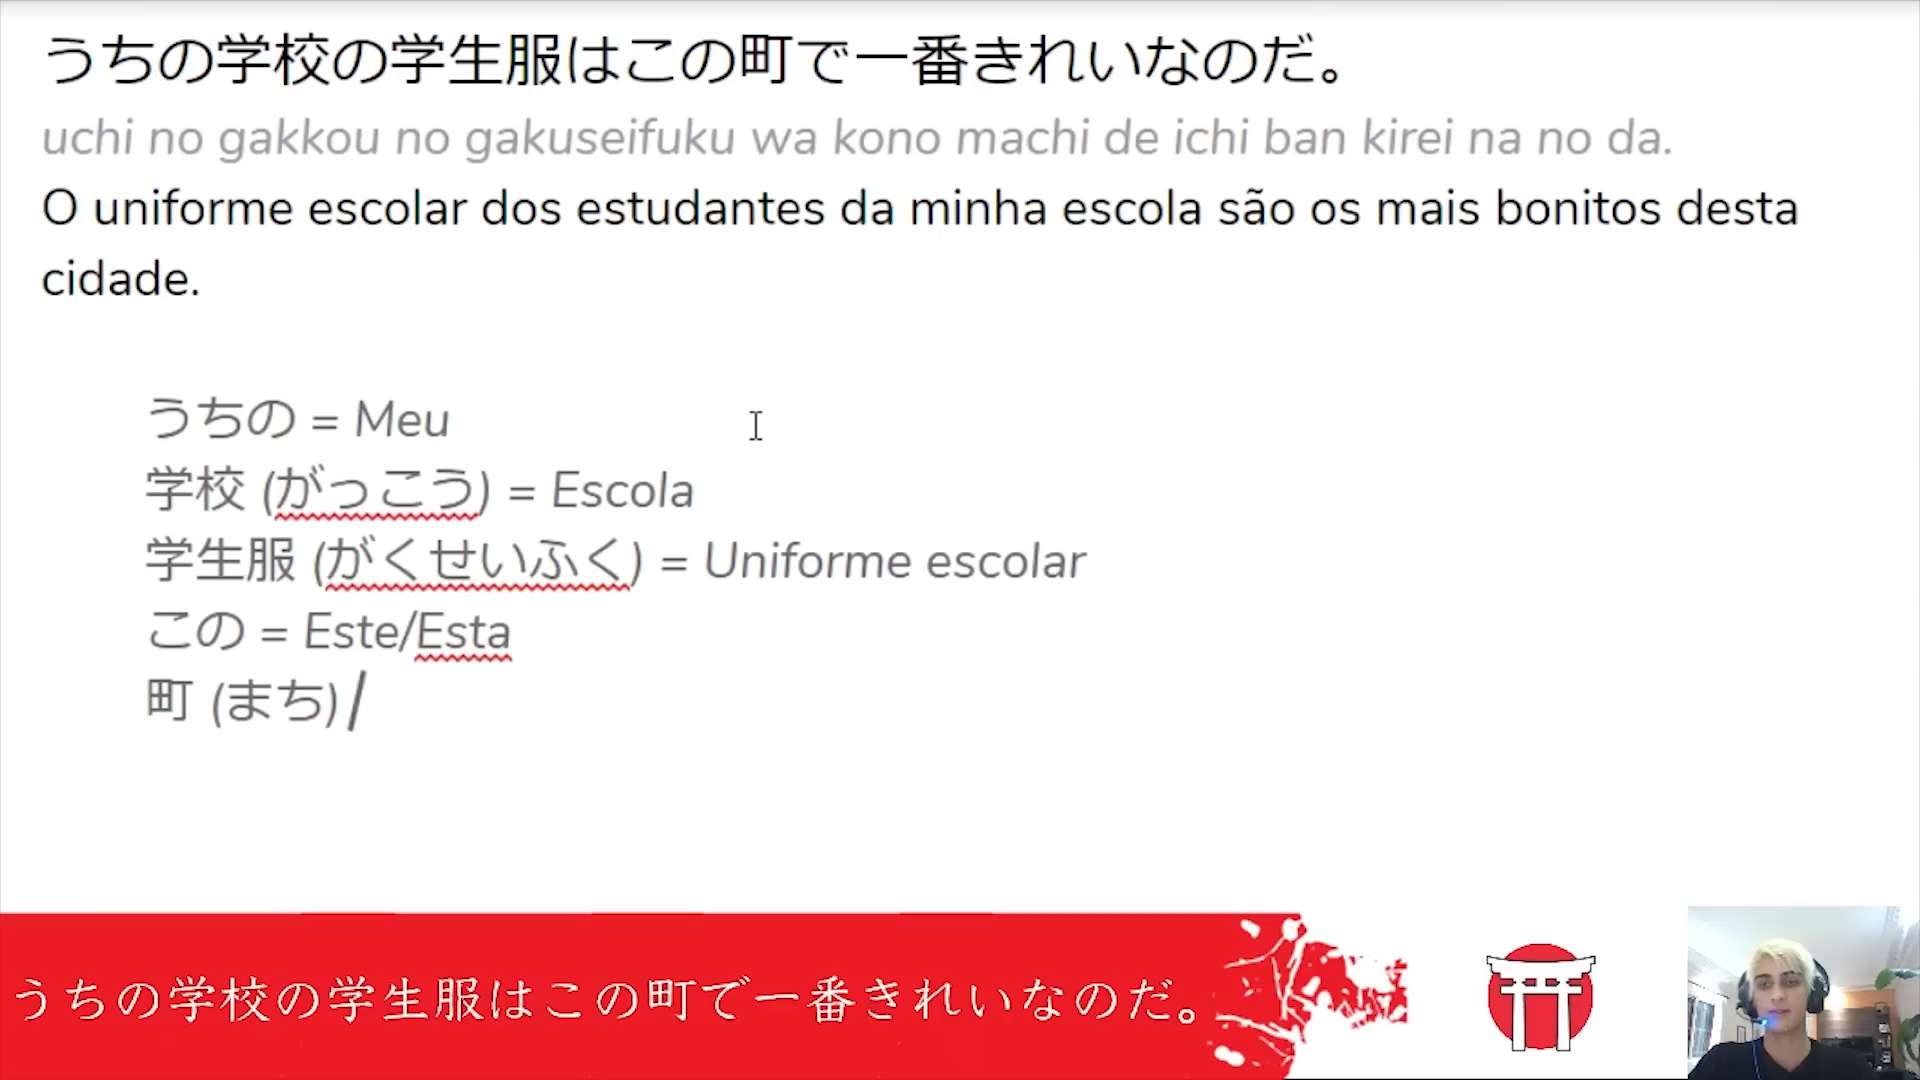 うちの学校の学生服はこの町で一番きれいなのだ。
uchi no gakkou no gakuseifuku wa kono machi de ichi ban kirei na no da.
O uniforme escolar dos estudantes da minha escola são os mais bonitos desta
cidade.
うちの = Meu
学校 (がっこう) = Escola
学生服 (がくせいふく) = Uniforme escolar
この = Este/Esta
町 (まち)
うちの学校の学生服はこの町で一番きれいなのだ。